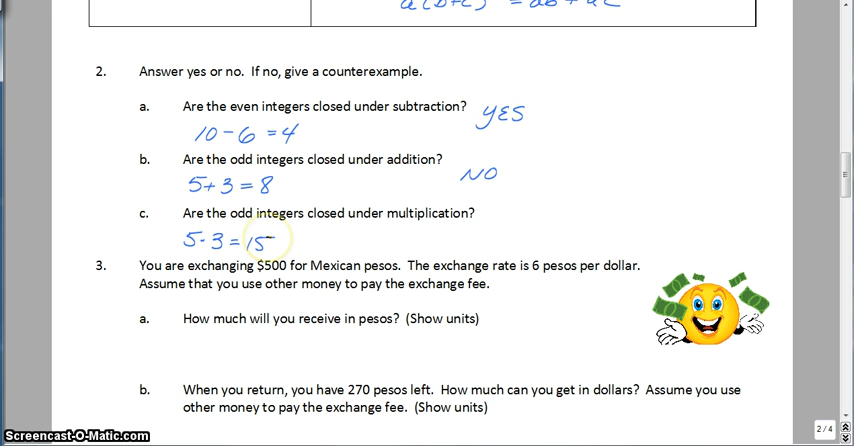 a(b+c) = ab + ac
2. Answer yes or no. If no, give a counterexample.
a. Are the even integers closed under subtraction? YES
10 - 6 = 4
b. Are the odd integers closed under addition? NO
5 + 3 = 8
c. Are the odd integers closed under multiplication?
5 · 3 = 15
3. You are exchanging $500 for Mexican pesos. The exchange rate is 6 pesos per dollar.
Assume that you use other money to pay the exchange fee.
a. How much will you receive in pesos? (Show units)
b. When you return, you have 270 pesos left. How much can you get in dollars? Assume you use
other money to pay the exchange fee. (Show units)
Screencast-O-Matic.com
2/4